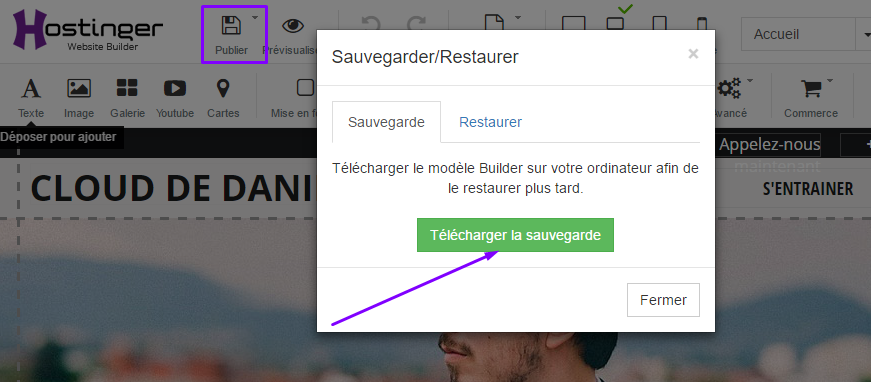 Hostinger
Website Builder
Publier
Prévisualise
Accueil
Texte
Image
Galerie
Youtube
Cartes
Mise en fo
Avancé
Commerce
Déposer pour ajouter
Sauvegarder/Restaurer
×
Sauvegarde
Restaurer
Télécharger le modèle Builder sur votre ordinateur afin de
le restaurer plus tard.
Télécharger la sauvegarde
Fermer
Appelez-nous
maintenant
CLOUD DE DANI
S'ENTRAINER